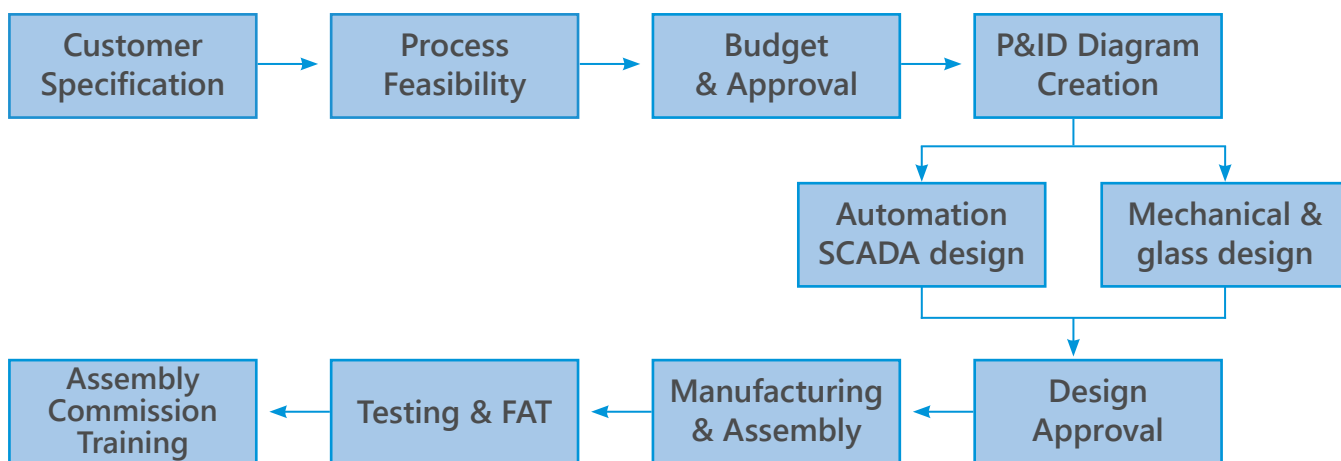 Customer
Specification
Process
Feasibility
Budget
& Approval
P&ID Diagram
Creation
Automation
SCADA design
Mechanical &
glass design
Design
Approval
Manufacturing
& Assembly
Testing & FAT
Assembly
Commission
Training